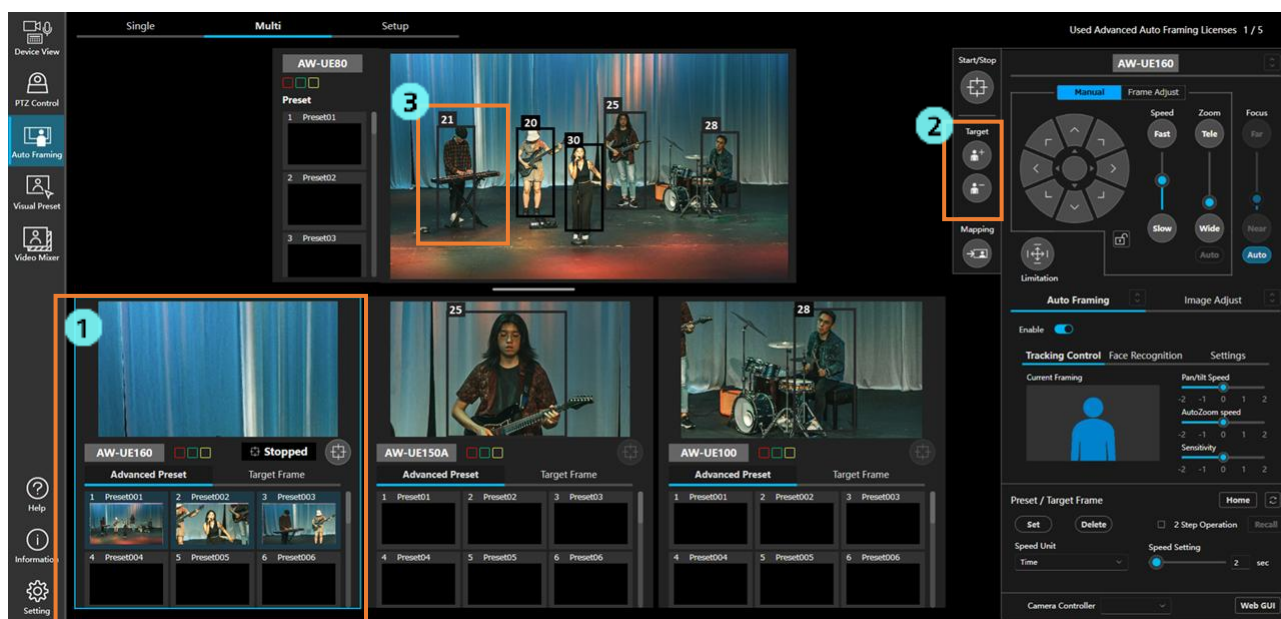 Single Multi Setup
Used Advanced Auto Framing Licenses 1 / 5
Device View
PTZ Control
Auto Framing
Visual Preset
Video Mixer
Help
Information
Setting
AW-UE80
Preset
1 Preset01
2 Preset02
3 Preset03
3
21
20
30
25
28
2
Start/Stop
Target
Mapping
AW-UE160
Manual Frame Adjust
Speed Zoom Focus
Fast Tele Far
Slow Wide Near
Auto Auto
Limitation
Auto Framing Image Adjust
Enable
Tracking Control Face Recognition Settings
Current Framing
Pan/tilt Speed
-2 -1 0 1 2
AutoZoom speed
-2 -1 0 1 2
Sensitivity
-2 -1 0 1 2
Preset / Target Frame Home
Set Delete 2 Step Operation Recall
Speed Unit Speed Setting
Time 2 sec
Camera Controller Web GUI
1
AW-UE160 Stopped
Advanced Preset Target Frame
1 Preset001 2 Preset002 3 Preset003
4 Preset004 5 Preset005 6 Preset006
25
AW-UE150A
Advanced Preset Target Frame
1 Preset01 2 Preset02 3 Preset03
4 Preset04 5 Preset05 6 Preset06
28
AW-UE100
Advanced Preset Target Frame
1 Preset001 2 Preset002 3 Preset003
4 Preset004 5 Preset005 6 Preset006